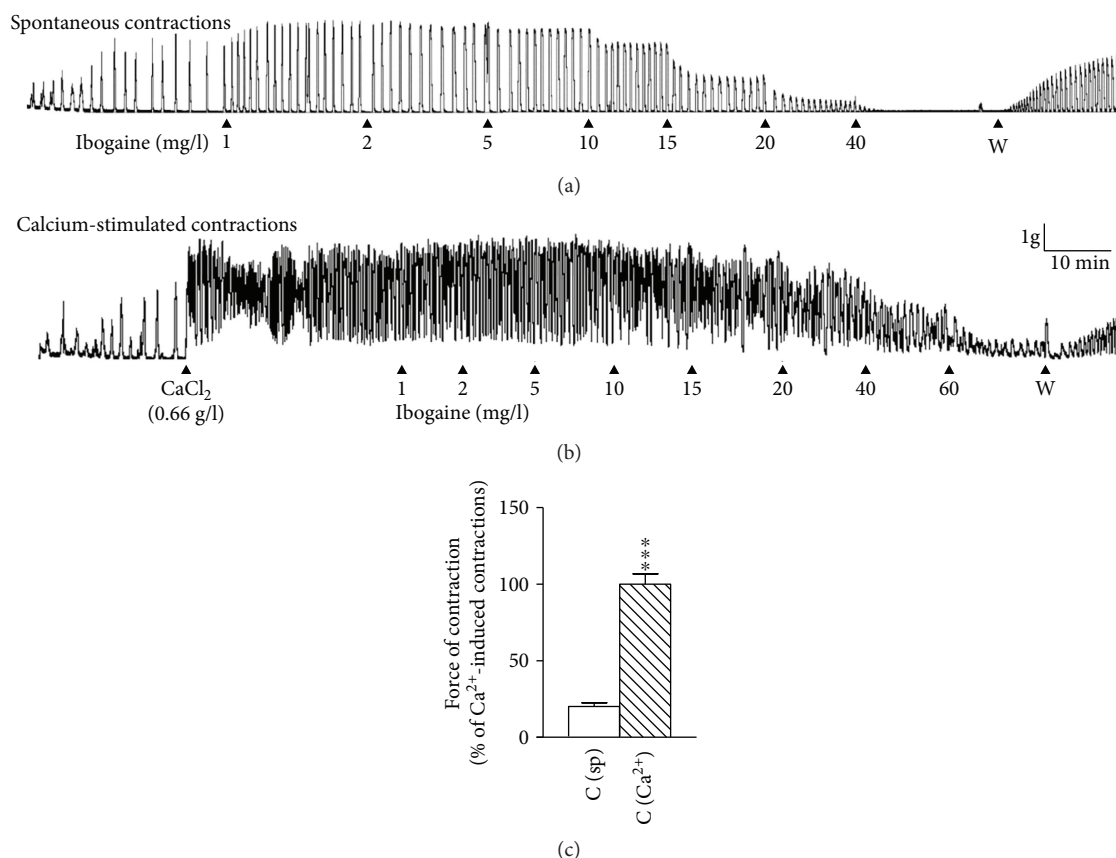 Spontaneous contractions
Ibogaine (mg/l) 1 2 5 10 15 20 40 W
(a)
Calcium-stimulated contractions
1g
10 min
CaCl₂ 1 2 5 10 15 20 40 60 W
(0.66 g/l) Ibogaine (mg/l)
(b)
Force of contraction
(% of Ca²⁺-induced contractions)
150
100
50
0
***
C (sp)
C (Ca²⁺)
(c)